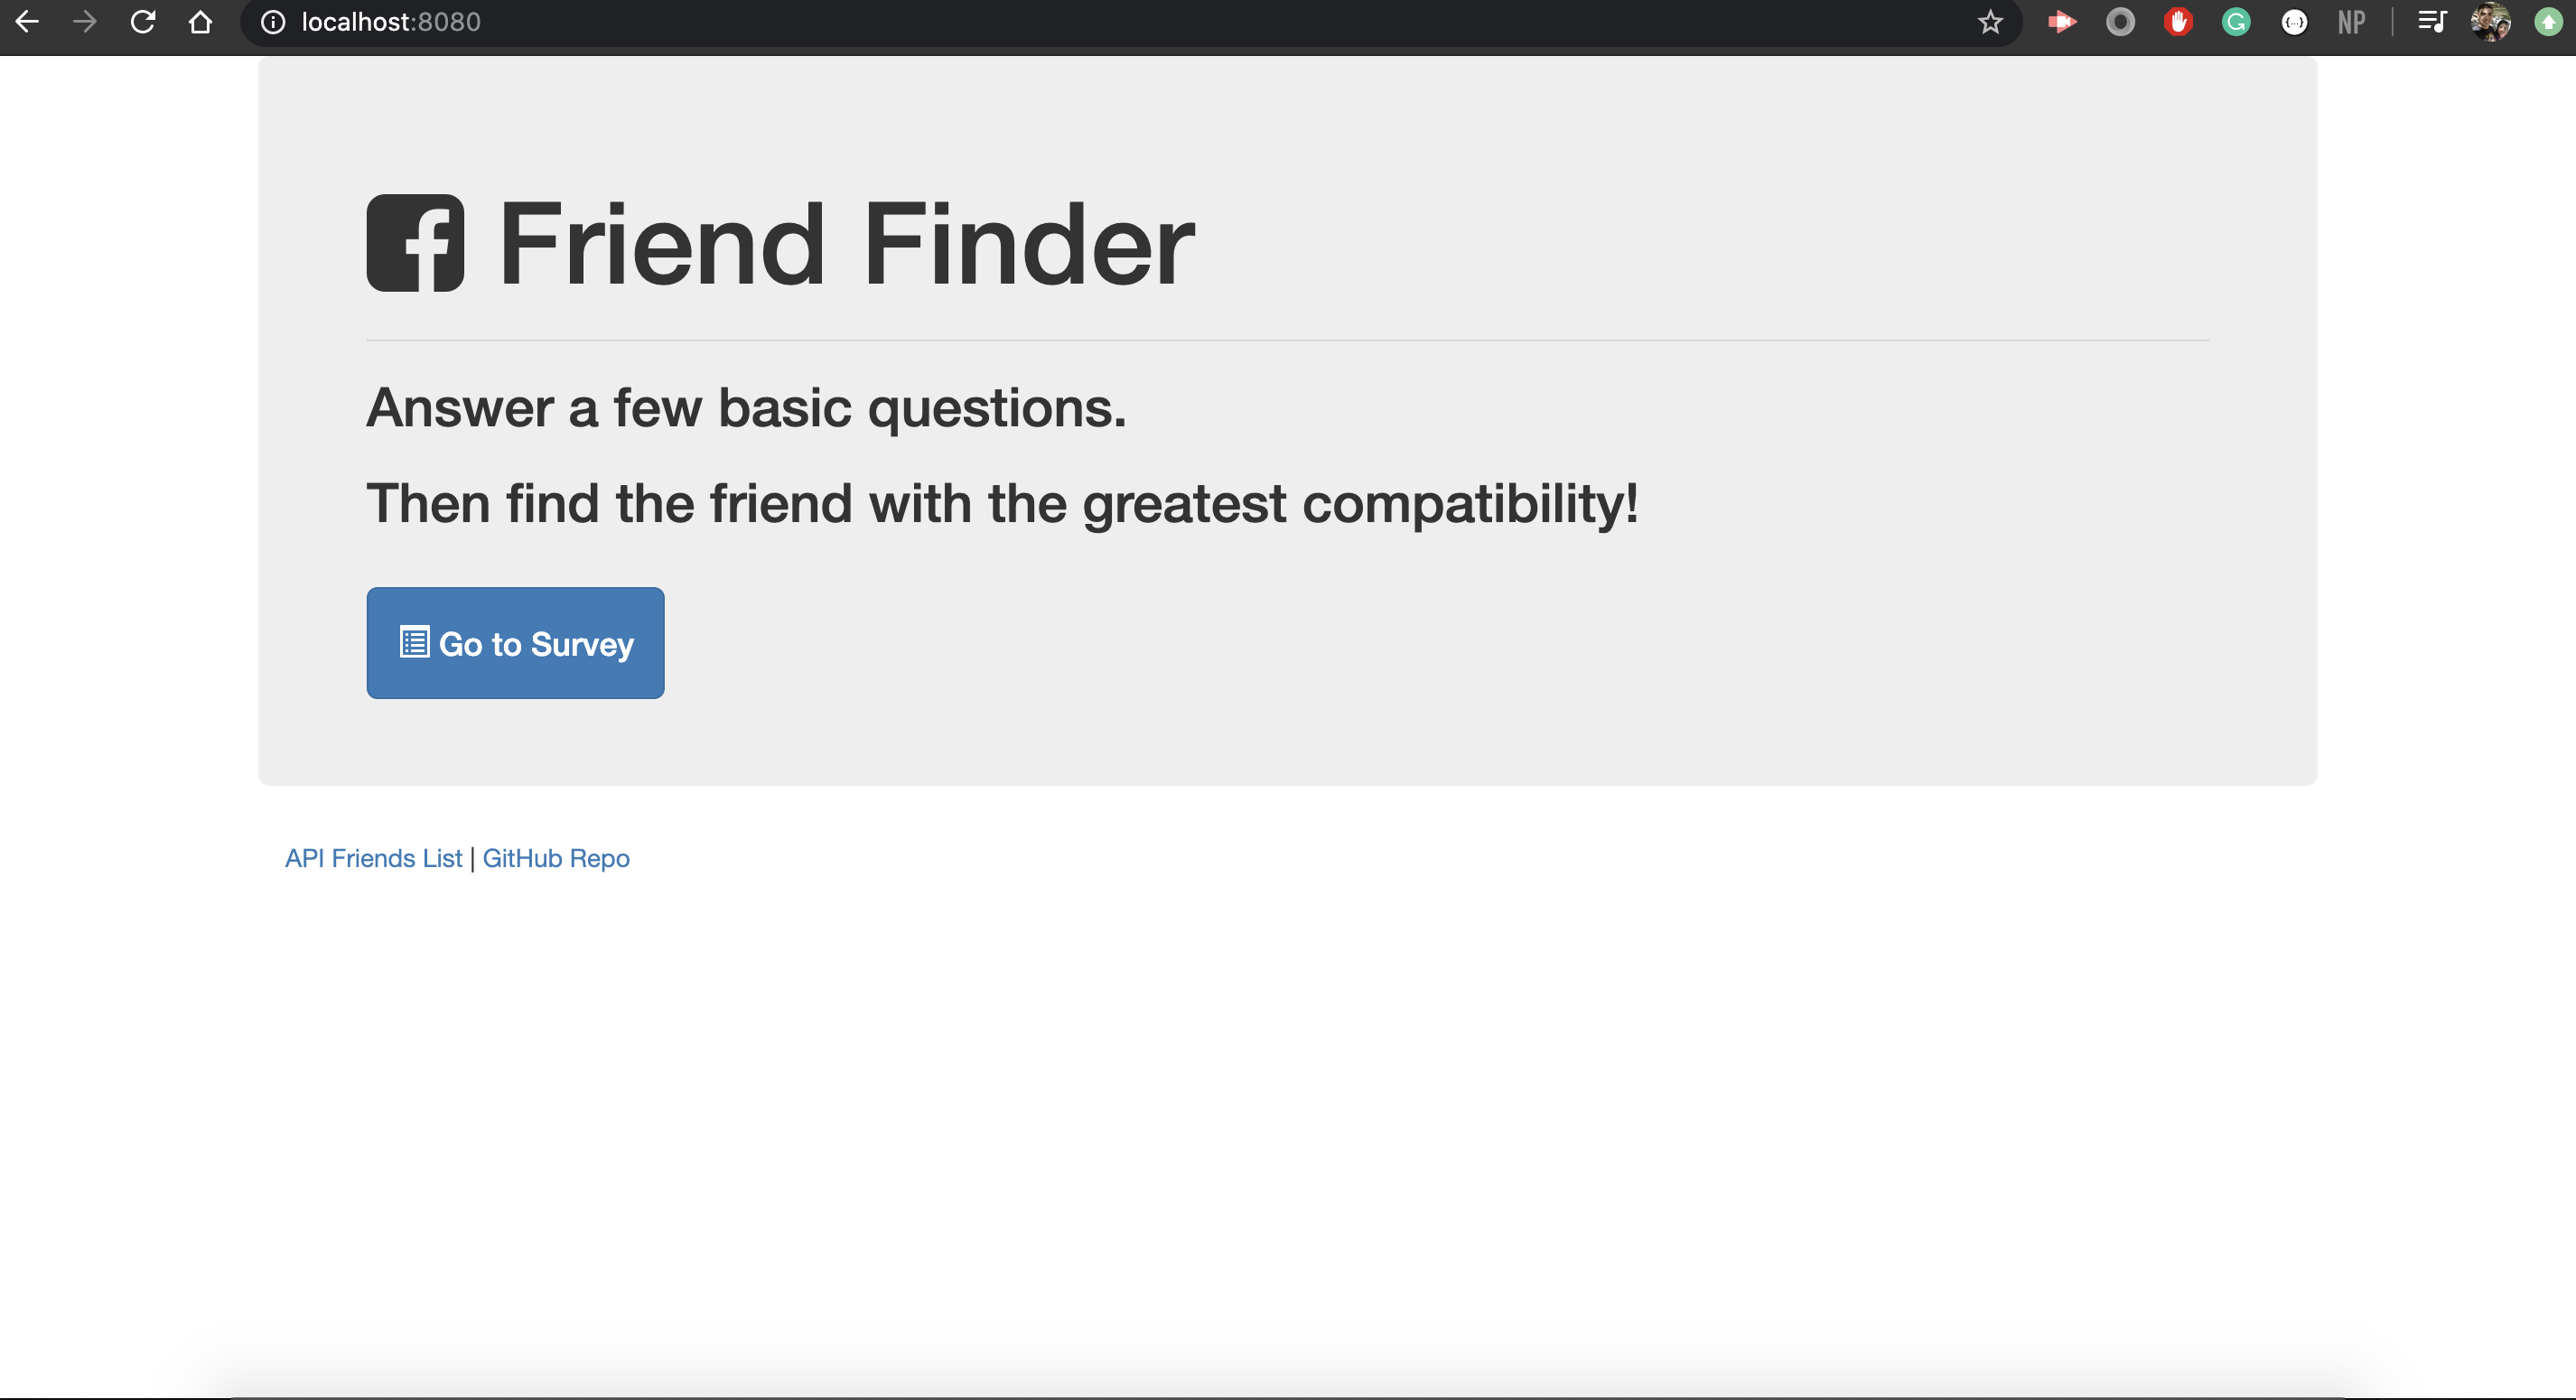 localhost:8080
NP
Friend Finder
Answer a few basic questions.
Then find the friend with the greatest compatibility!
Go to Survey
API Friends List | GitHub Repo